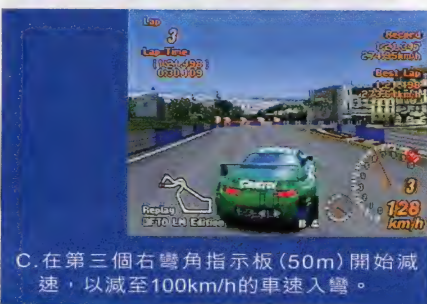 Lap
3
Lap-Time
Record
Best Lap
Replay
3
128
km/h
C.在第三個右彎角指示板(50m)開始減
速，以減至100km/h的車速入彎。